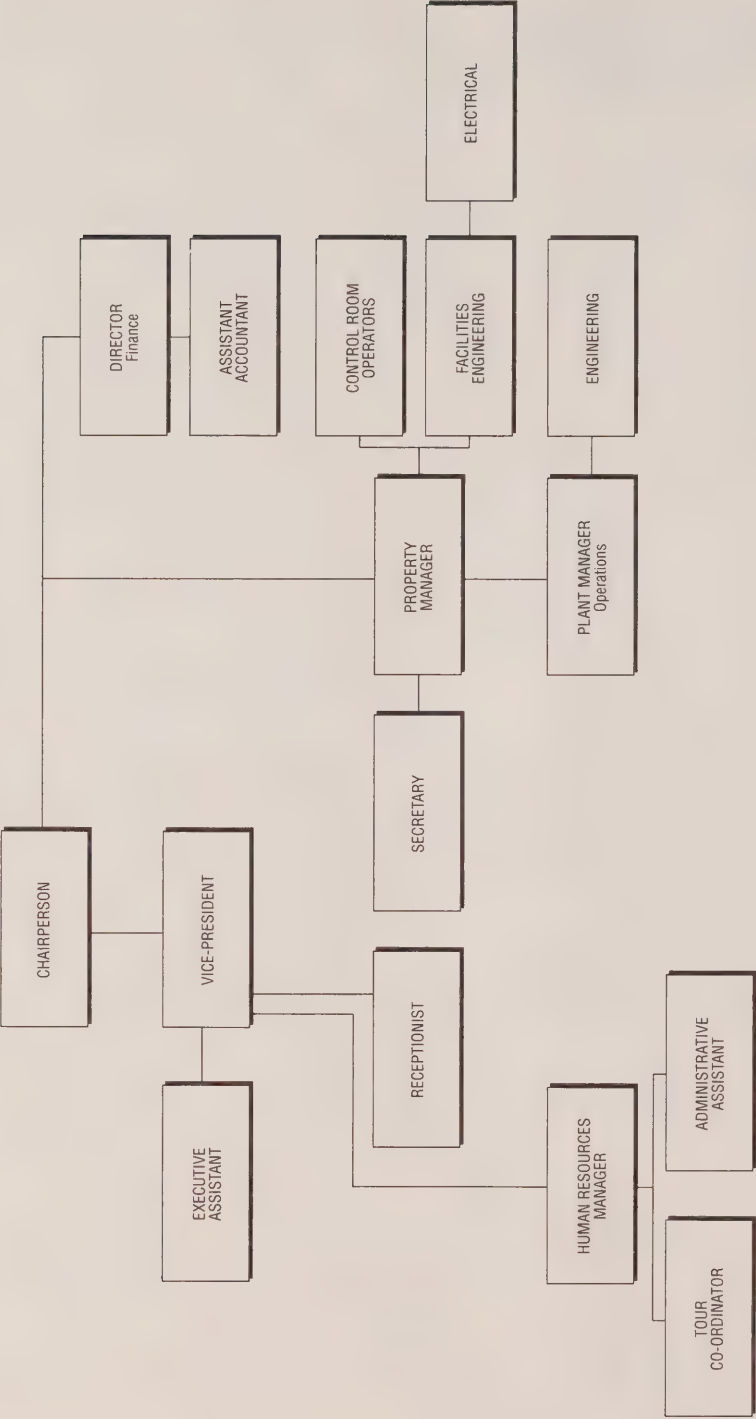 CHAIRPERSON
EXECUTIVE
ASSISTANT
VICE-PRESIDENT
DIRECTOR
Finance
ASSISTANT
ACCOUNTANT
RECEPTIONIST
SECRETARY
PROPERTY
MANAGER
CONTROL ROOM
OPERATORS
FACILITIES
ENGINEERING
ELECTRICAL
HUMAN RESOURCES
MANAGER
PLANT MANAGER
Operations
ENGINEERING
TOUR
CO-ORDINATOR
ADMINISTRATIVE
ASSISTANT